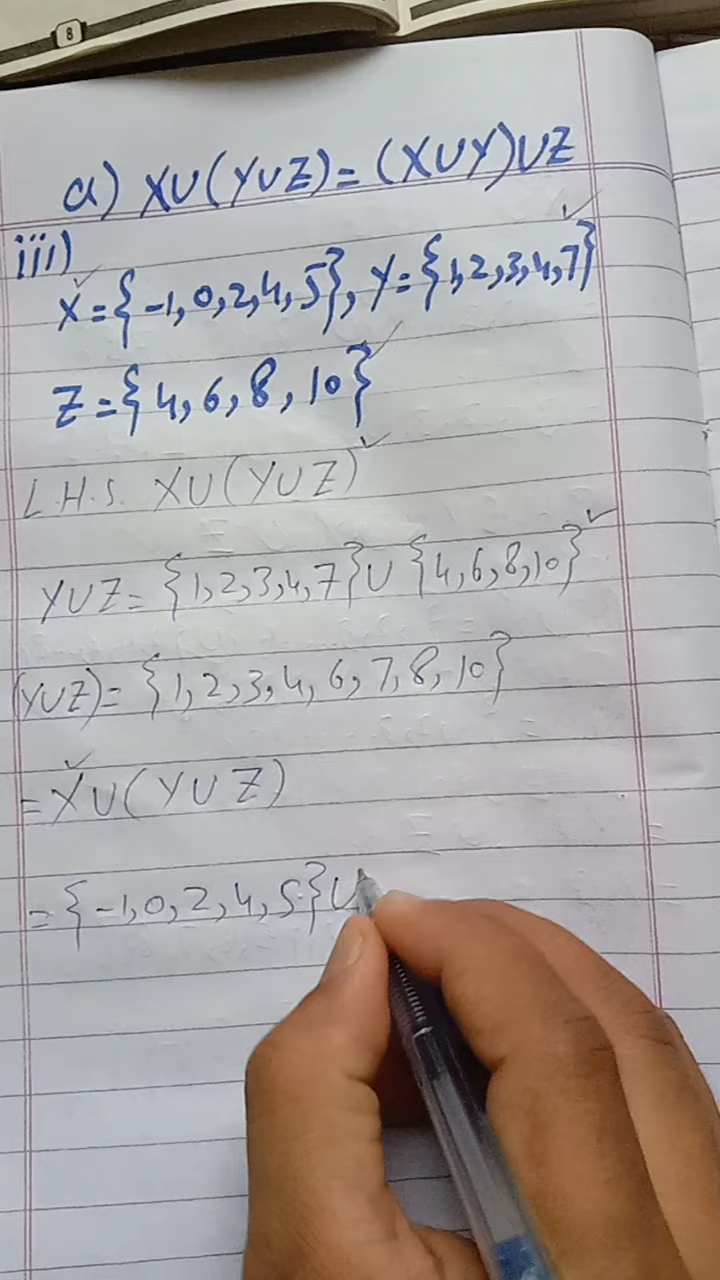 8
a) XU(YUZ)=(XUY)UZ
iii)
X={-1,0,2,4,5}, Y={1,2,3,4,7}
Z={4,6,8,10}
L.H.S. XU(YUZ)
YUZ={1,2,3,4,7}U{4,6,8,10}
(YUZ)={1,2,3,4,6,7,8,10}
=XU(YUZ)
={-1,0,2,4,5}U